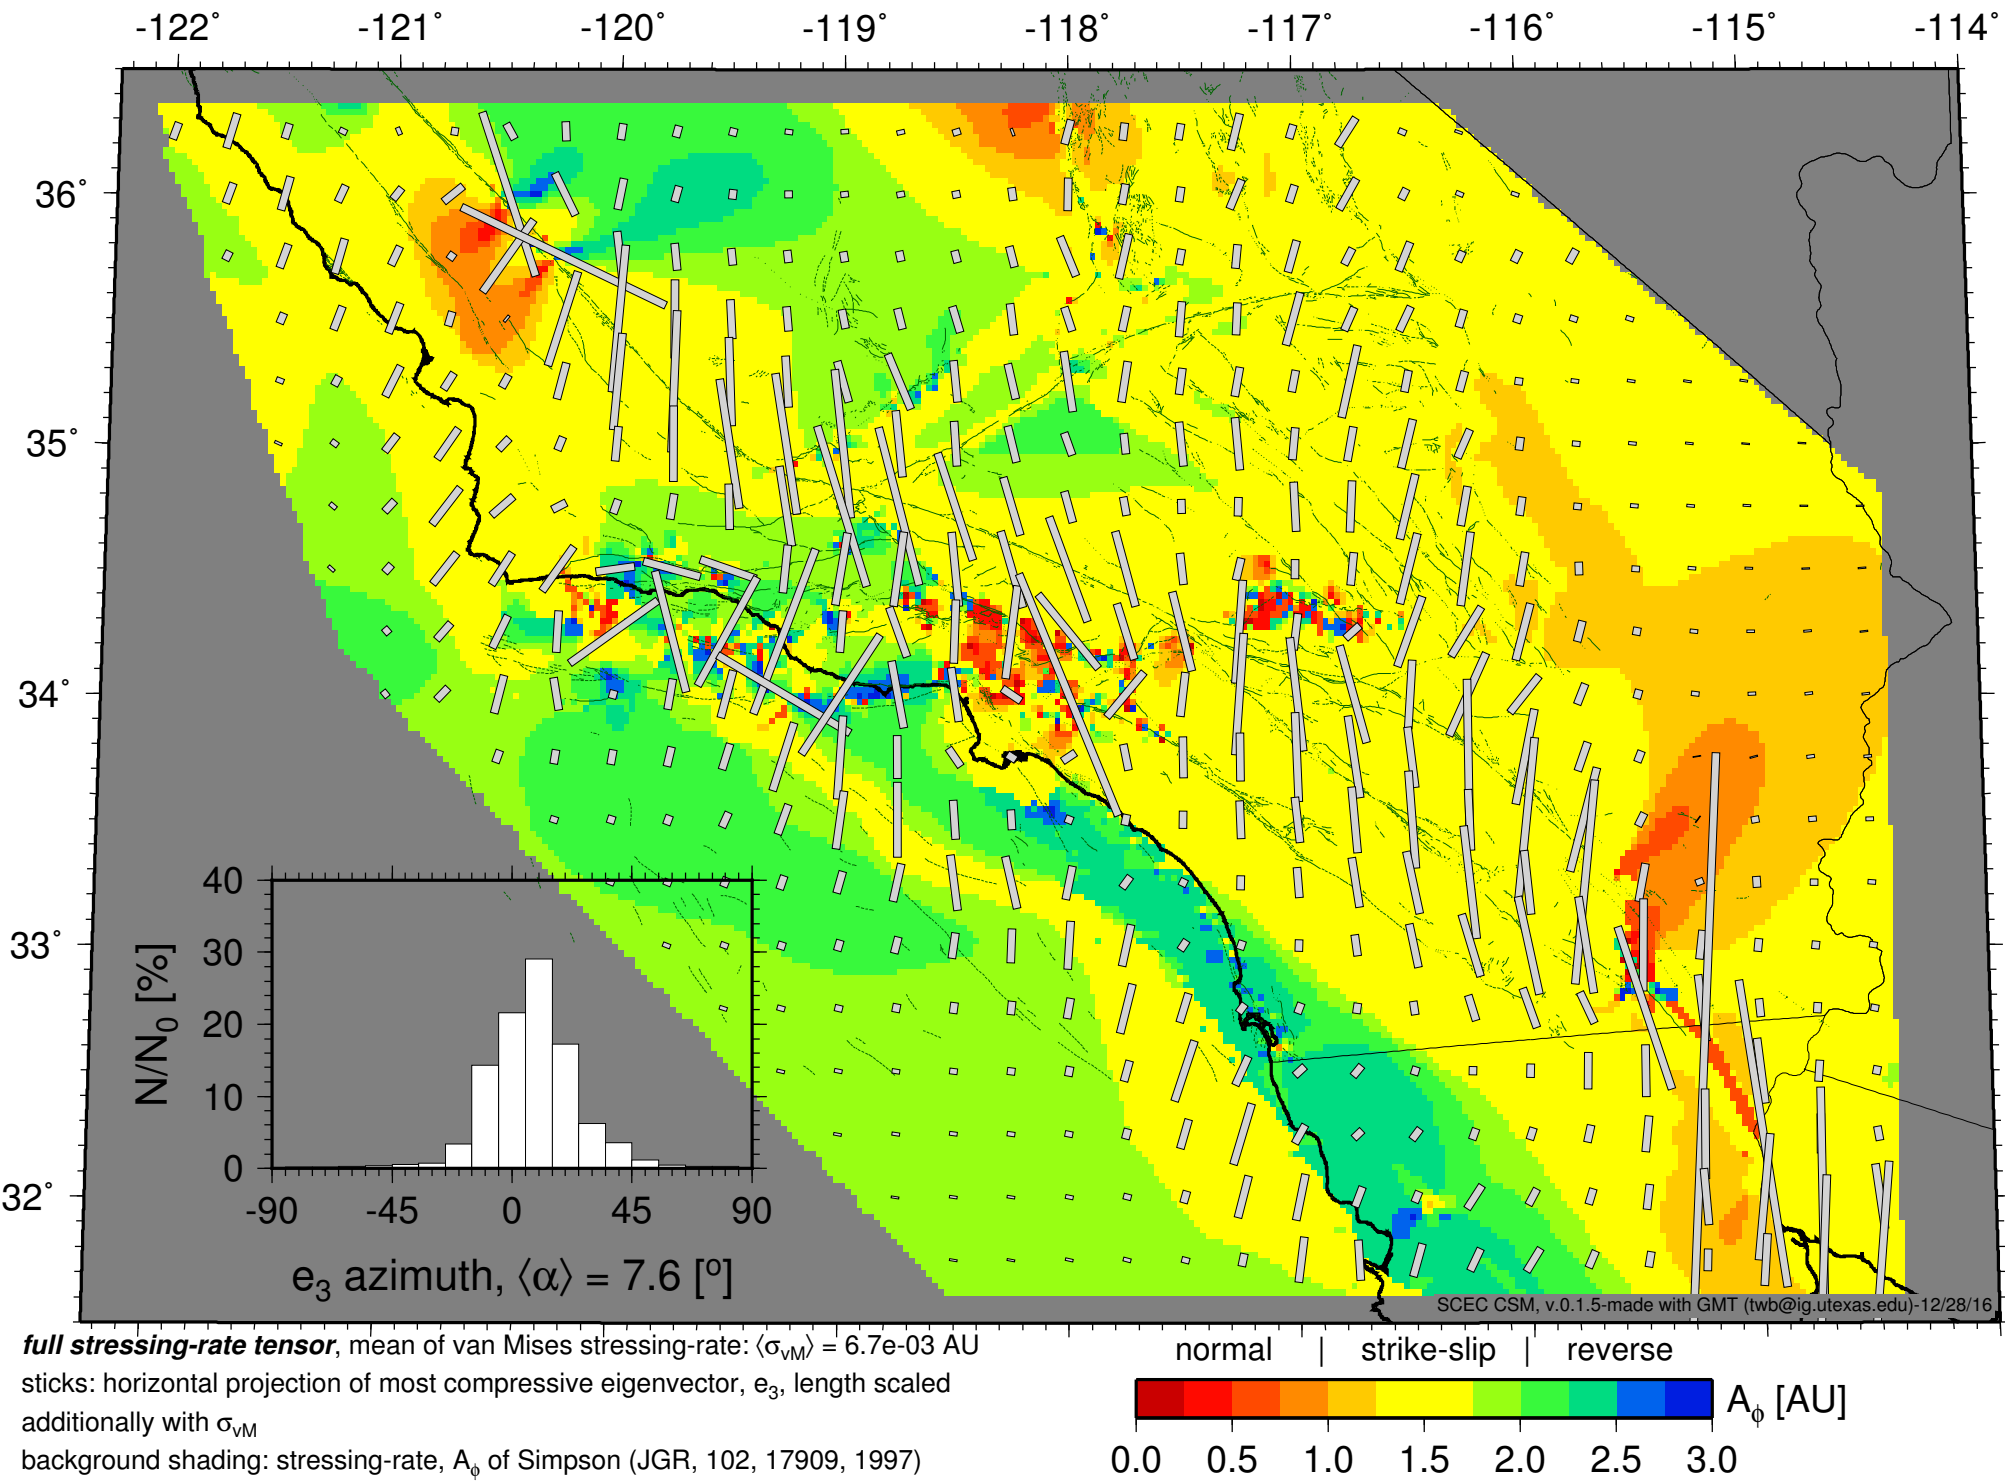 -122° -121° -120° -119° -118° -117° -116° -115° -114°
36°
35°
34°
33°
32°
40
30
20
10
0
N/N0 [%]
-90 -45 0 45 90
e3 azimuth, ⟨α⟩ = 7.6 [º]
SCEC CSM, v.0.1.5-made with GMT (twb@ig.utexas.edu)-12/28/16
full stressing-rate tensor, mean of van Mises stressing-rate: ⟨σvM⟩ = 6.7e-03 AU
sticks: horizontal projection of most compressive eigenvector, e3, length scaled
additionally with σvM
background shading: stressing-rate, Aϕ of Simpson (JGR, 102, 17909, 1997)
normal | strike-slip | reverse
Aϕ [AU]
0.0 0.5 1.0 1.5 2.0 2.5 3.0